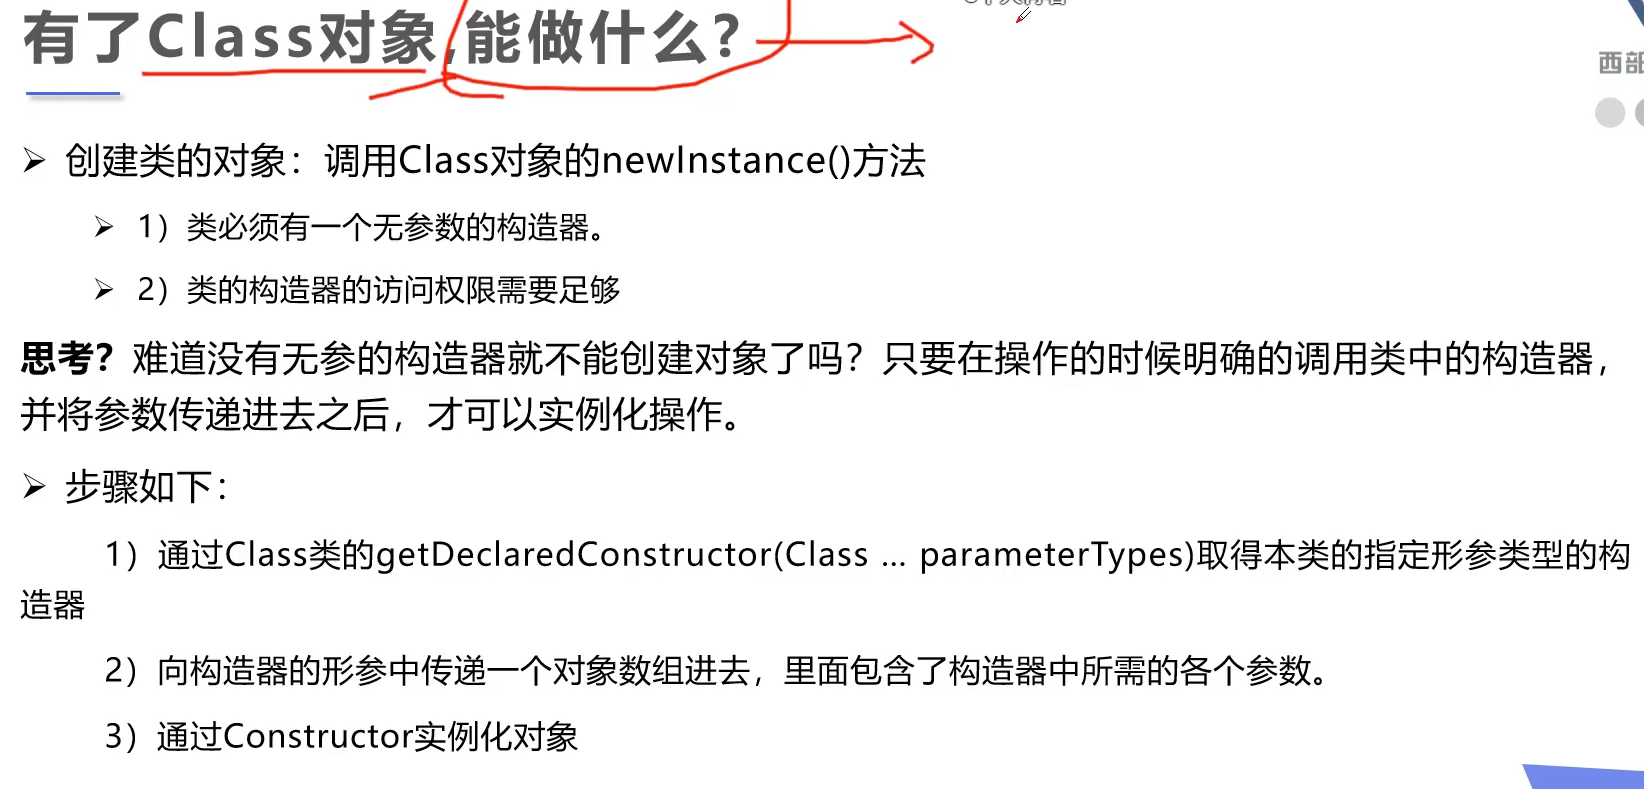 有了Class对象,能做什么?
西部
创建类的对象：调用Class对象的newInstance()方法
1）类必须有一个无参数的构造器。
2）类的构造器的访问权限需要足够
思考？难道没有无参的构造器就不能创建对象了吗？只要在操作的时候明确的调用类中的构造器，
并将参数传递进去之后，才可以实例化操作。
步骤如下：
1）通过Class类的getDeclaredConstructor(Class … parameterTypes)取得本类的指定形参类型的构
造器
2）向构造器的形参中传递一个对象数组进去，里面包含了构造器中所需的各个参数。
3）通过Constructor实例化对象